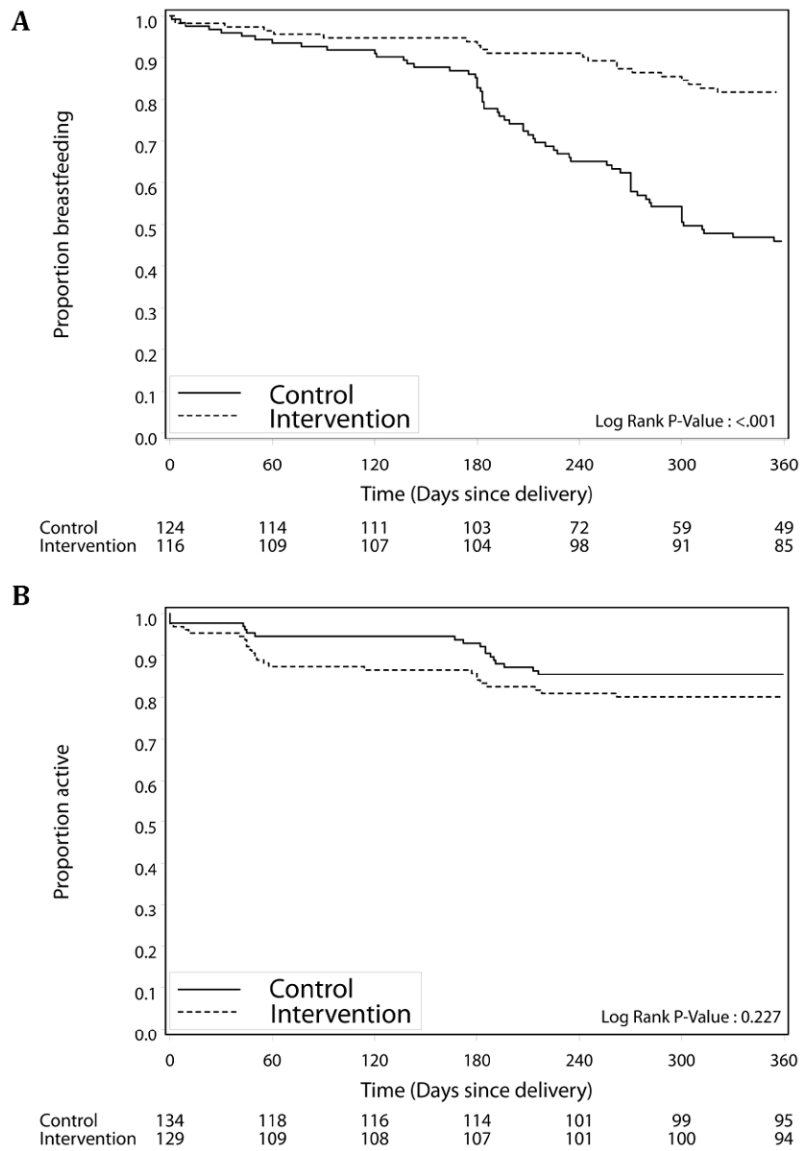 A
Proportion breastfeeding
1.0
0.9
0.8
0.7
0.6
0.5
0.4
0.3
0.2
0.1
0.0
Control
Intervention
Log Rank P-Value : <.001
0 60 120 180 240 300 360
Time (Days since delivery)
Control 124 114 111 103 72 59 49
Intervention 116 109 107 104 98 91 85
B
Proportion active
1.0
0.9
0.8
0.7
0.6
0.5
0.4
0.3
0.2
0.1
0.0
Control
Intervention
Log Rank P-Value : 0.227
0 60 120 180 240 300 360
Time (Days since delivery)
Control 134 118 116 114 101 99 95
Intervention 129 109 108 107 101 100 94